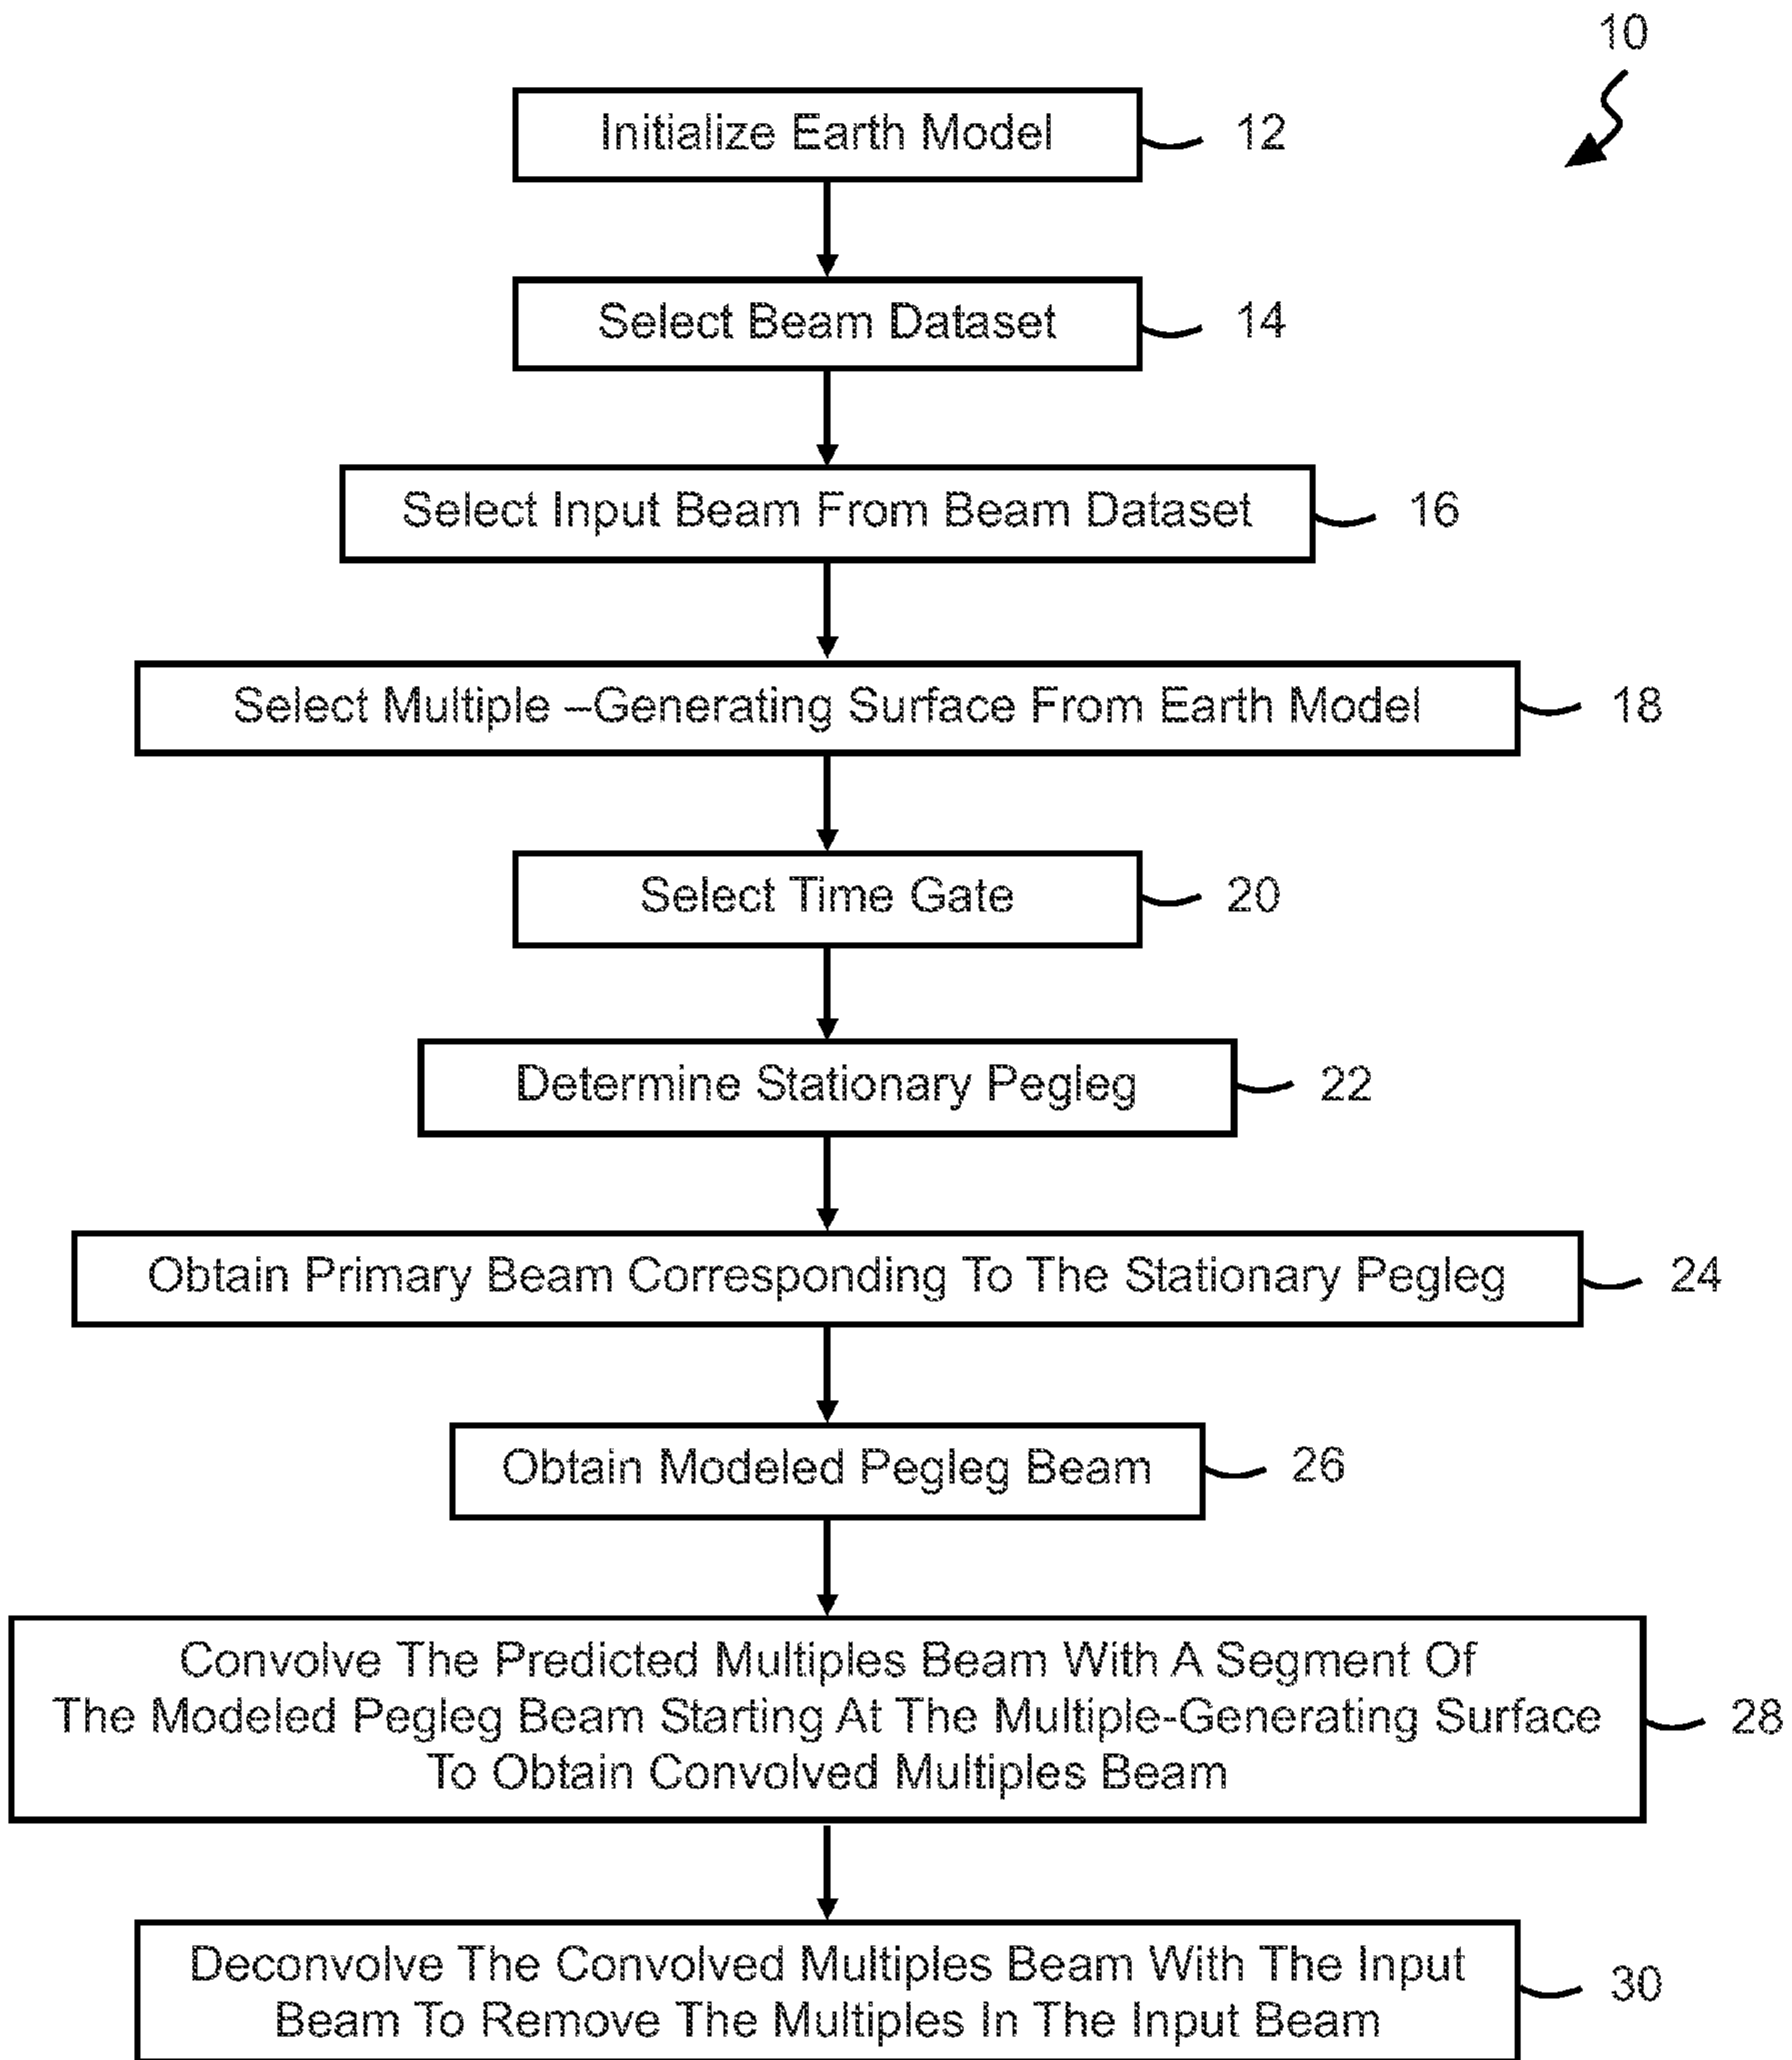 10
Initialize Earth Model
12
Select Beam Dataset
14
Select Input Beam From Beam Dataset
16
Select Multiple –Generating Surface From Earth Model
18
Select Time Gate
20
Determine Stationary Pegleg
22
Obtain Primary Beam Corresponding To The Stationary Pegleg
24
Obtain Modeled Pegleg Beam
26
Convolve The Predicted Multiples Beam With A Segment Of
The Modeled Pegleg Beam Starting At The Multiple-Generating Surface
To Obtain Convolved Multiples Beam
28
Deconvolve The Convolved Multiples Beam With The Input
Beam To Remove The Multiples In The Input Beam
30